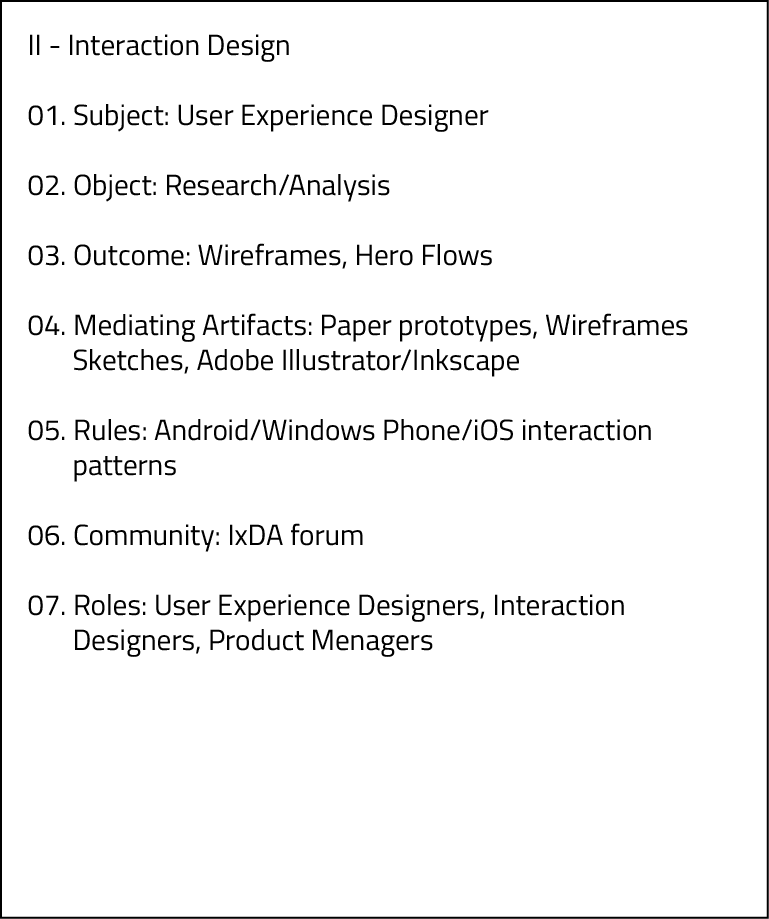 II - Interaction Design
01. Subject: User Experience Designer
02. Object: Research/Analysis
03. Outcome: Wireframes, Hero Flows
04. Mediating Artifacts: Paper prototypes, Wireframes
Sketches, Adobe Illustrator/Inkscape
05. Rules: Android/Windows Phone/iOS interaction
patterns
06. Community: IxDA forum
07. Roles: User Experience Designers, Interaction
Designers, Product Menagers